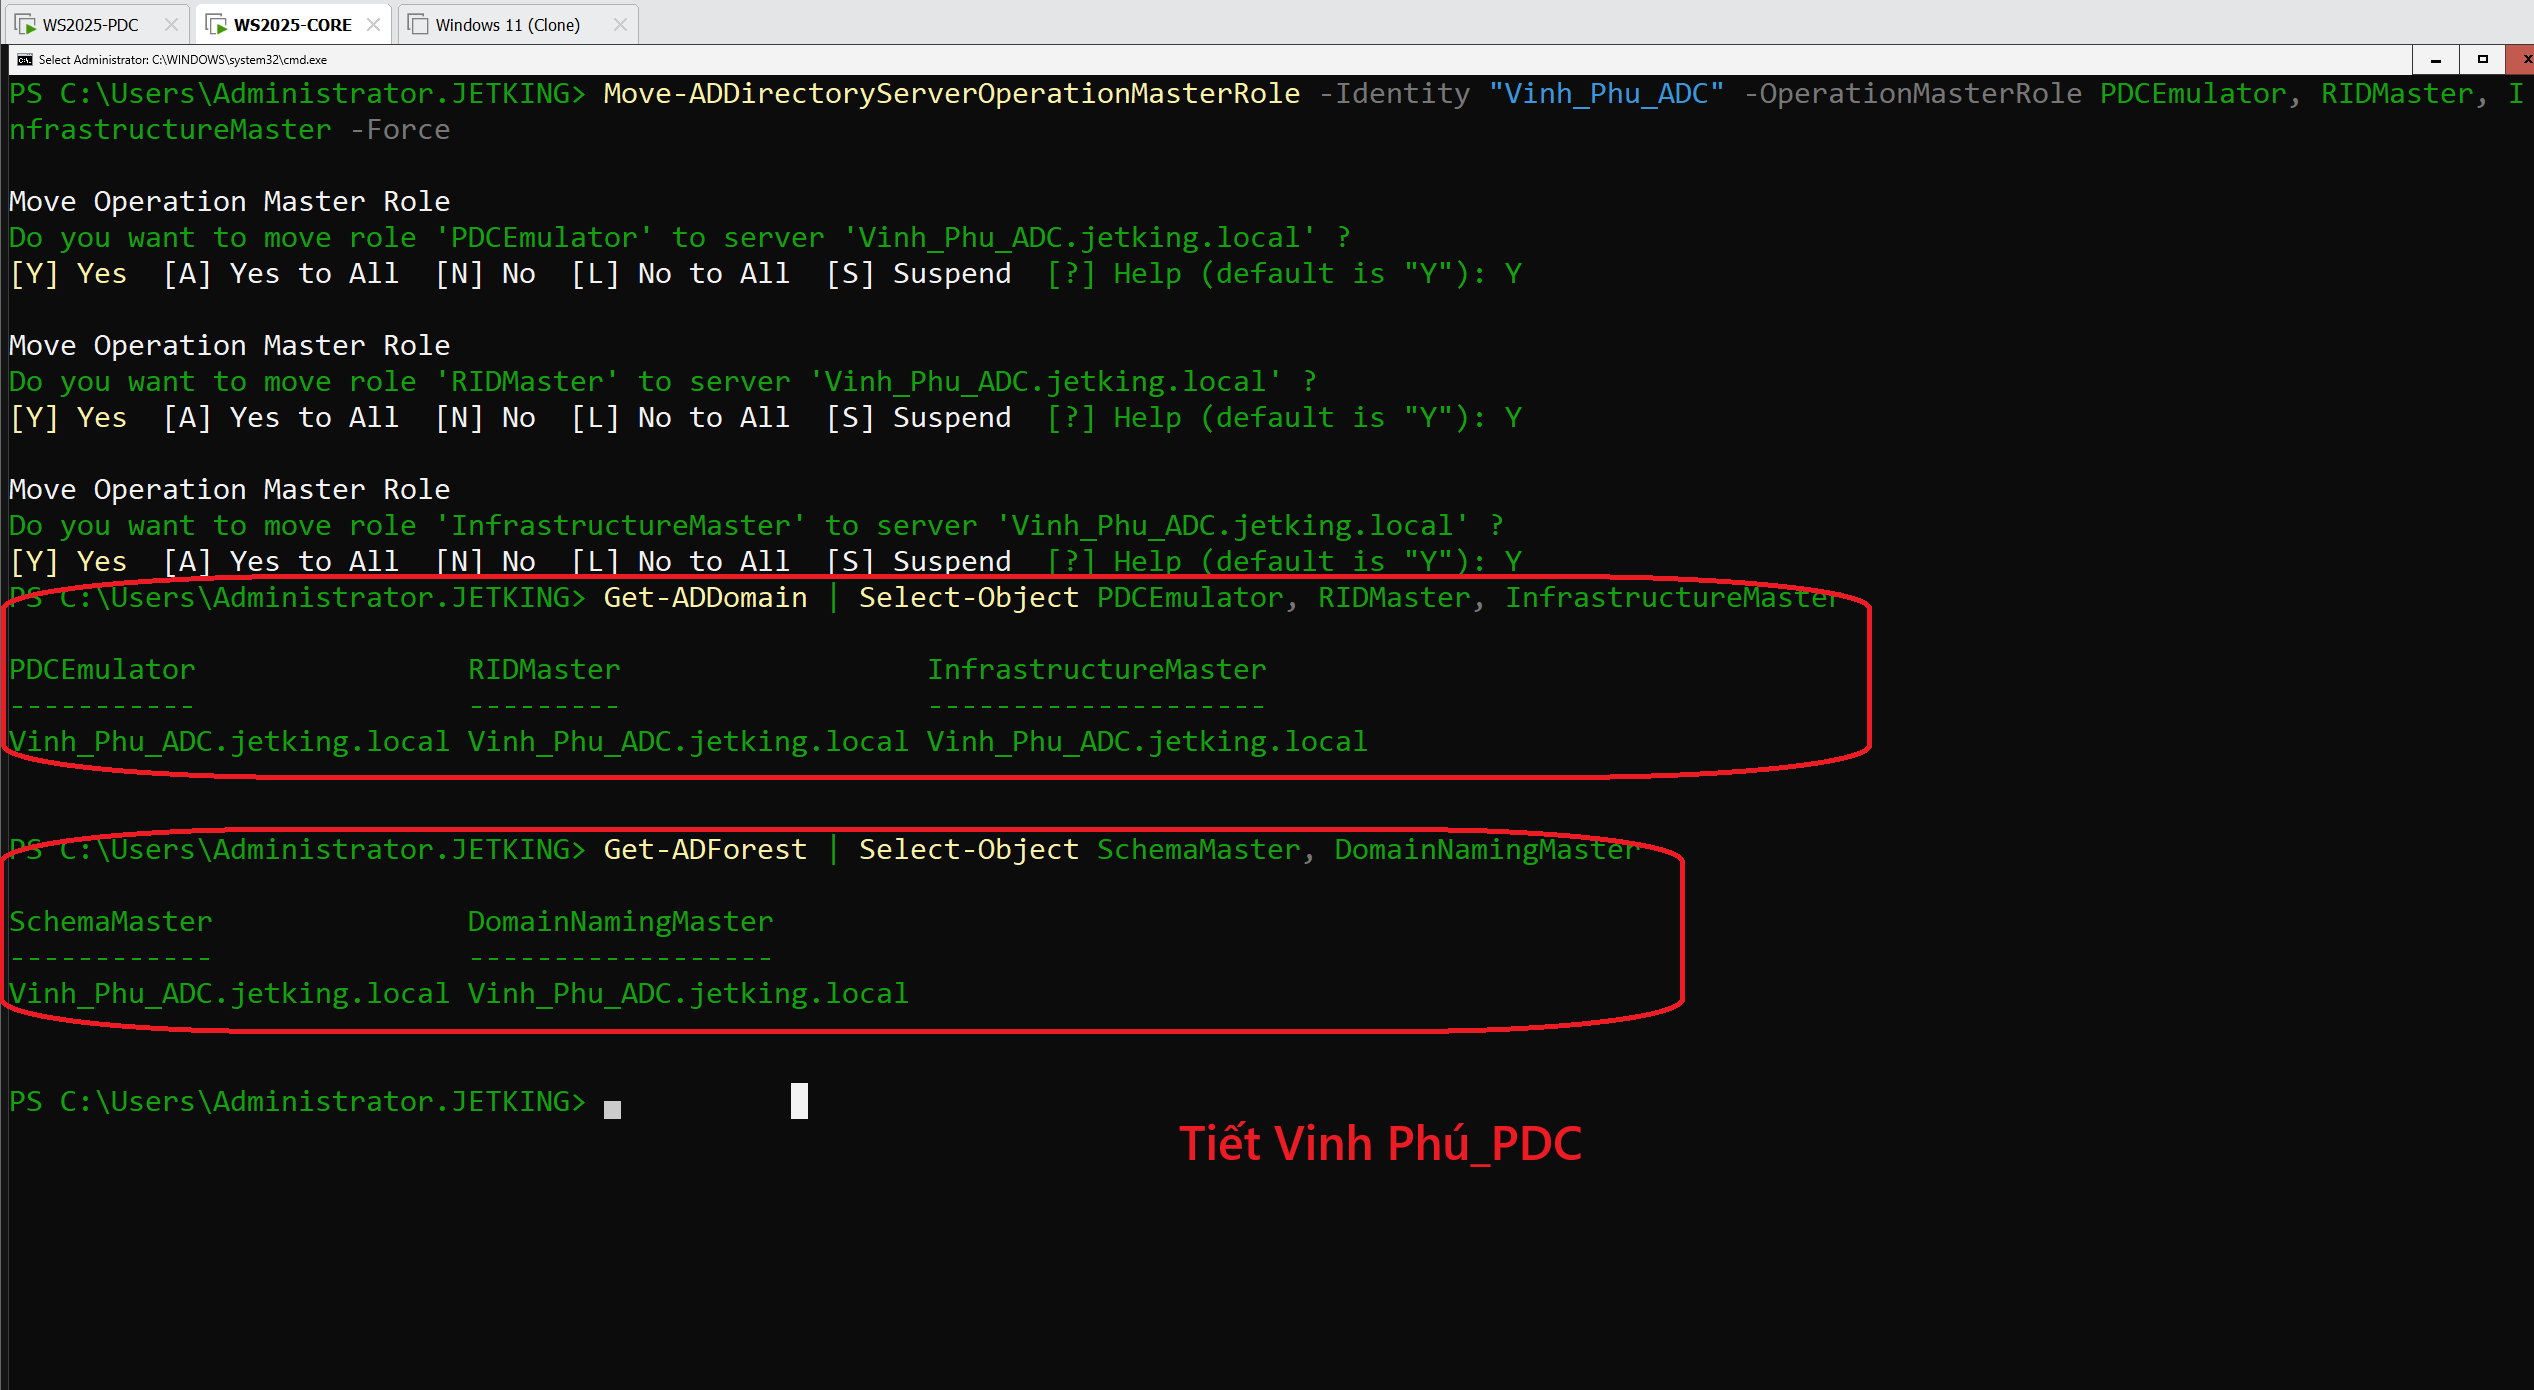 WS2025-PDC
WS2025-CORE
Windows 11 (Clone)
Select Administrator: C:\WINDOWS\system32\cmd.exe
PS C:\Users\Administrator.JETKING> Move-ADDirectoryServerOperationMasterRole -Identity "Vinh_Phu_ADC" -OperationMasterRole PDCEmulator, RIDMaster, I
nfrastructureMaster -Force
Move Operation Master Role
Do you want to move role 'PDCEmulator' to server 'Vinh_Phu_ADC.jetking.local' ?
[Y] Yes  [A] Yes to All  [N] No  [L] No to All  [S] Suspend  [?] Help (default is "Y"): Y
Move Operation Master Role
Do you want to move role 'RIDMaster' to server 'Vinh_Phu_ADC.jetking.local' ?
[Y] Yes  [A] Yes to All  [N] No  [L] No to All  [S] Suspend  [?] Help (default is "Y"): Y
Move Operation Master Role
Do you want to move role 'InfrastructureMaster' to server 'Vinh_Phu_ADC.jetking.local' ?
[Y] Yes  [A] Yes to All  [N] No  [L] No to All  [S] Suspend  [?] Help (default is "Y"): Y
PS C:\Users\Administrator.JETKING> Get-ADDomain | Select-Object PDCEmulator, RIDMaster, InfrastructureMaster
PDCEmulator                RIDMaster                  InfrastructureMaster
-----------                ---------                  --------------------
Vinh_Phu_ADC.jetking.local Vinh_Phu_ADC.jetking.local Vinh_Phu_ADC.jetking.local
PS C:\Users\Administrator.JETKING> Get-ADForest | Select-Object SchemaMaster, DomainNamingMaster
SchemaMaster               DomainNamingMaster
------------               ------------------
Vinh_Phu_ADC.jetking.local Vinh_Phu_ADC.jetking.local
PS C:\Users\Administrator.JETKING>
Tiết Vinh Phú_PDC